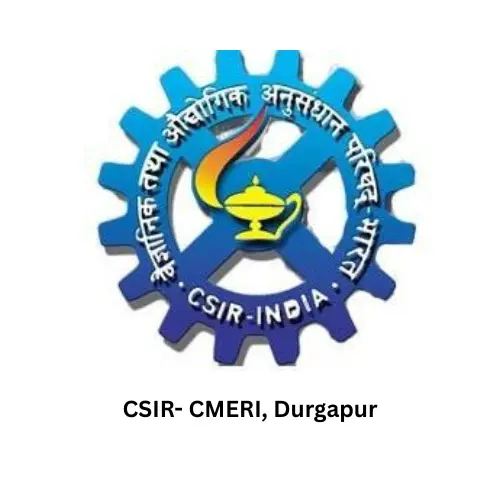 वैज्ञानिक तथा औद्योगिक अनुसंधान परिषद - भारत
· CSIR-INDIA ·
CSIR- CMERI, Durgapur